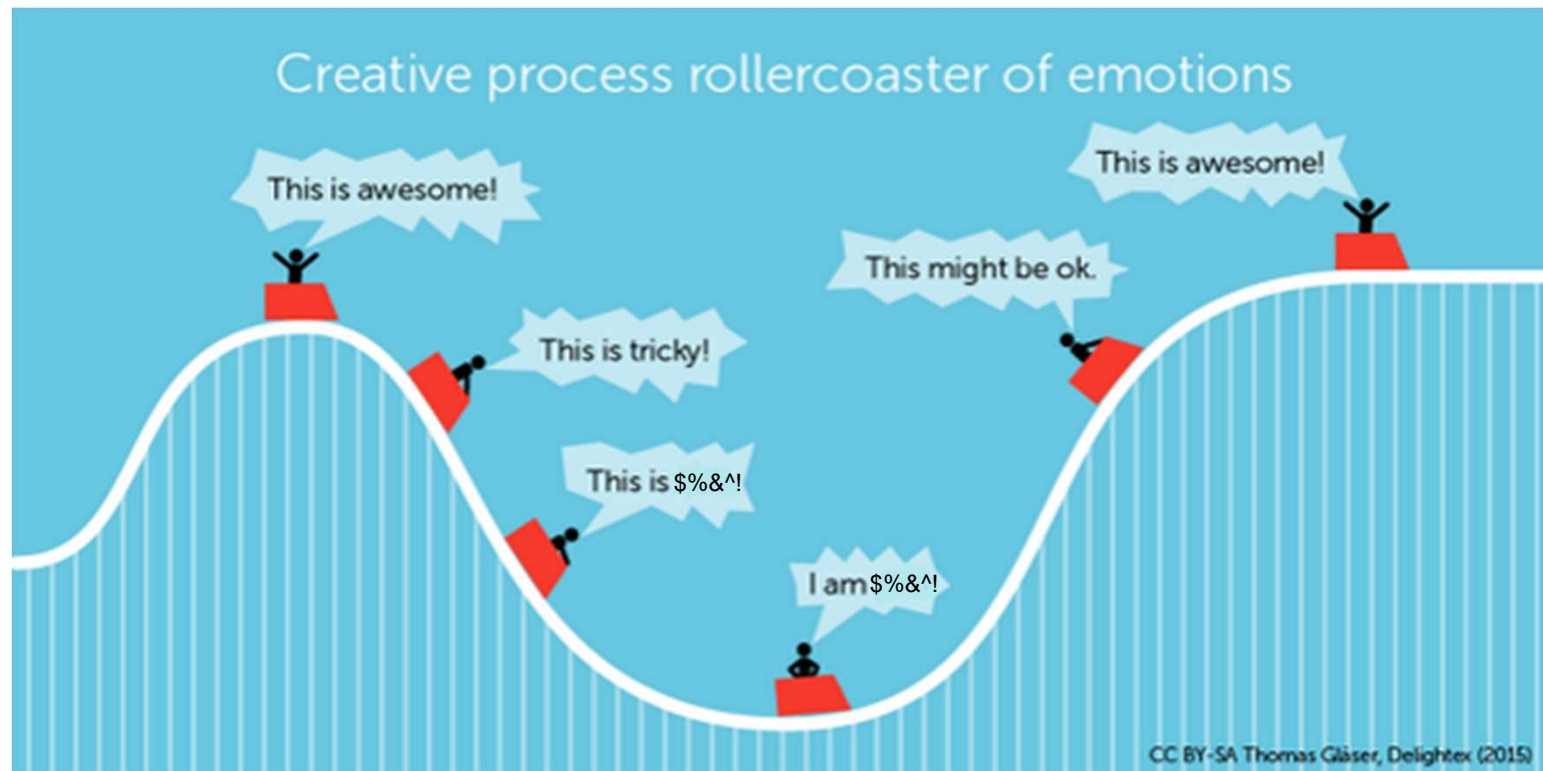 Creative process rollercoaster of emotions
This is awesome!
This is tricky!
This is $%&^!
I am $%&^!
This might be ok.
This is awesome!
CC BY-SA Thomas Gläser, Delightex (2015)